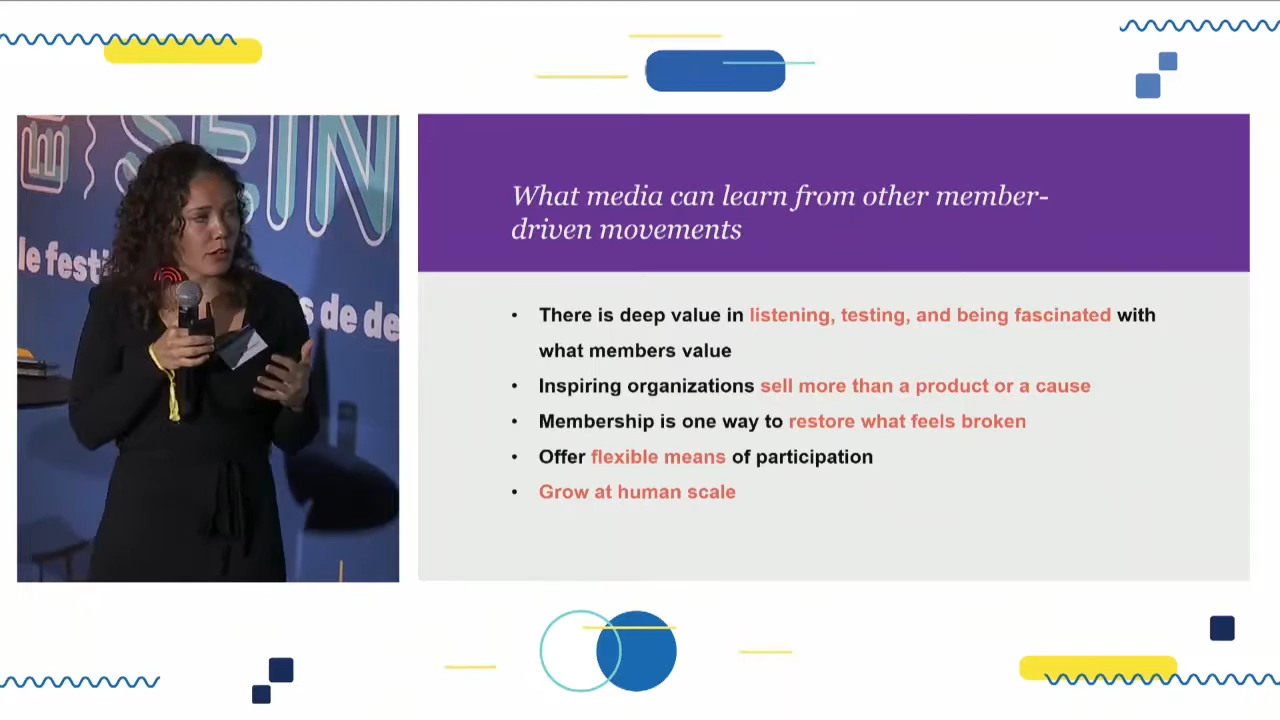 SEIN
le festi
s de de
What media can learn from other member-
driven movements
• There is deep value in listening, testing, and being fascinated with
what members value
• Inspiring organizations sell more than a product or a cause
• Membership is one way to restore what feels broken
• Offer flexible means of participation
• Grow at human scale